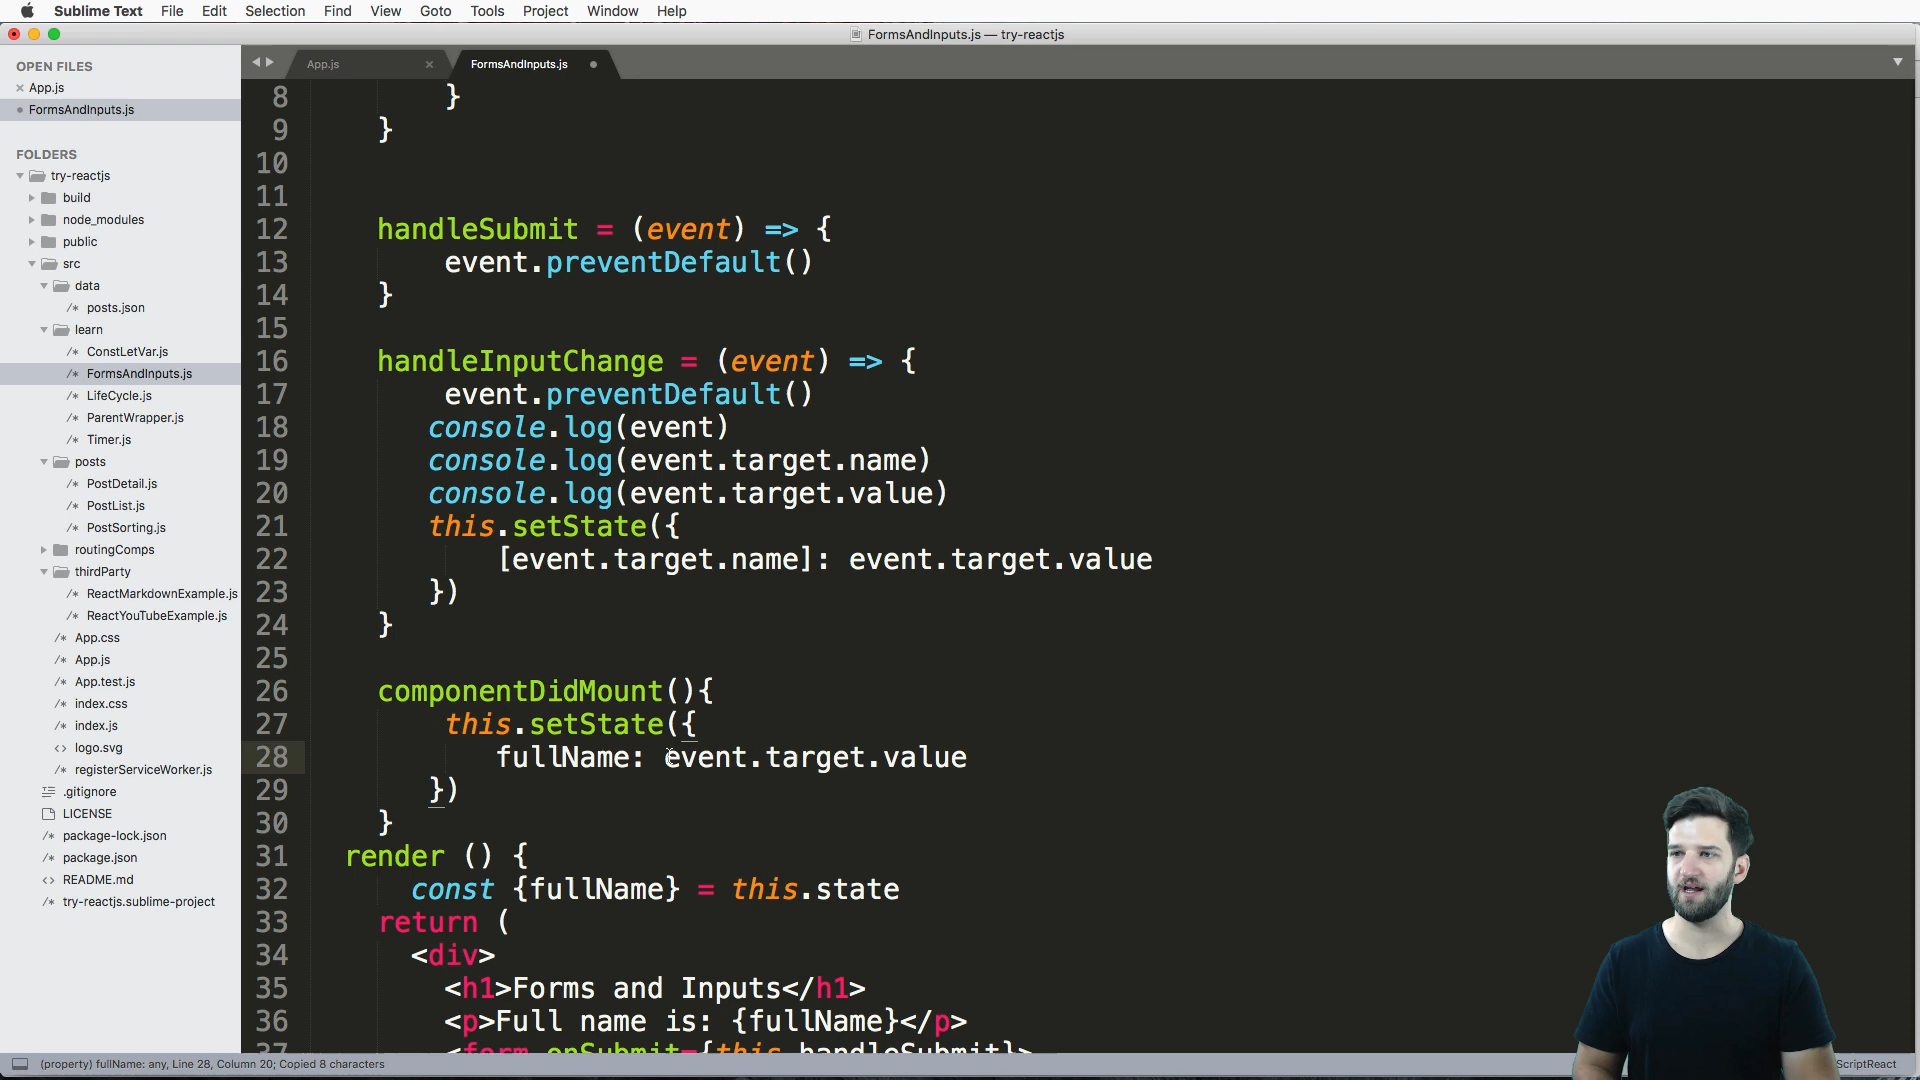 Sublime Text File Edit Selection Find View Goto Tools Project Window Help
FormsAndInputs.js — try-reactjs
OPEN FILES
App.js
FormsAndInputs.js
FOLDERS
try-reactjs
build
node_modules
public
src
data
posts.json
learn
ConstLetVar.js
FormsAndInputs.js
LifeCycle.js
ParentWrapper.js
Timer.js
posts
PostDetail.js
PostList.js
PostSorting.js
routingComps
thirdParty
ReactMarkdownExample.js
ReactYouTubeExample.js
App.css
App.js
App.test.js
index.css
index.js
logo.svg
registerServiceWorker.js
.gitignore
LICENSE
package-lock.json
package.json
README.md
try-reactjs.sublime-project
App.js FormsAndInputs.js
8 }
9 }
10
11
12 handleSubmit = (event) => {
13 event.preventDefault()
14 }
15
16 handleInputChange = (event) => {
17 event.preventDefault()
18 console.log(event)
19 console.log(event.target.name)
20 console.log(event.target.value)
21 this.setState({
22 [event.target.name]: event.target.value
23 })
24 }
25
26 componentDidMount(){
27 this.setState({
28 fullName: event.target.value
29 })
30 }
31 render () {
32 const {fullName} = this.state
33 return (
34 <div>
35 <h1>Forms and Inputs</h1>
36 <p>Full name is: {fullName}</p>
37 <form onSubmit={this.handleSubmit}>
(property) fullName: any, Line 28, Column 20; Copied 8 characters
ScriptReact